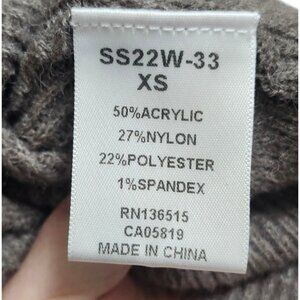 SS22W-33
XS
50%ACRYLIC
27%NYLON
22%POLYESTER
1%SPANDEX
RN136515
CA05819
MADE IN CHINA